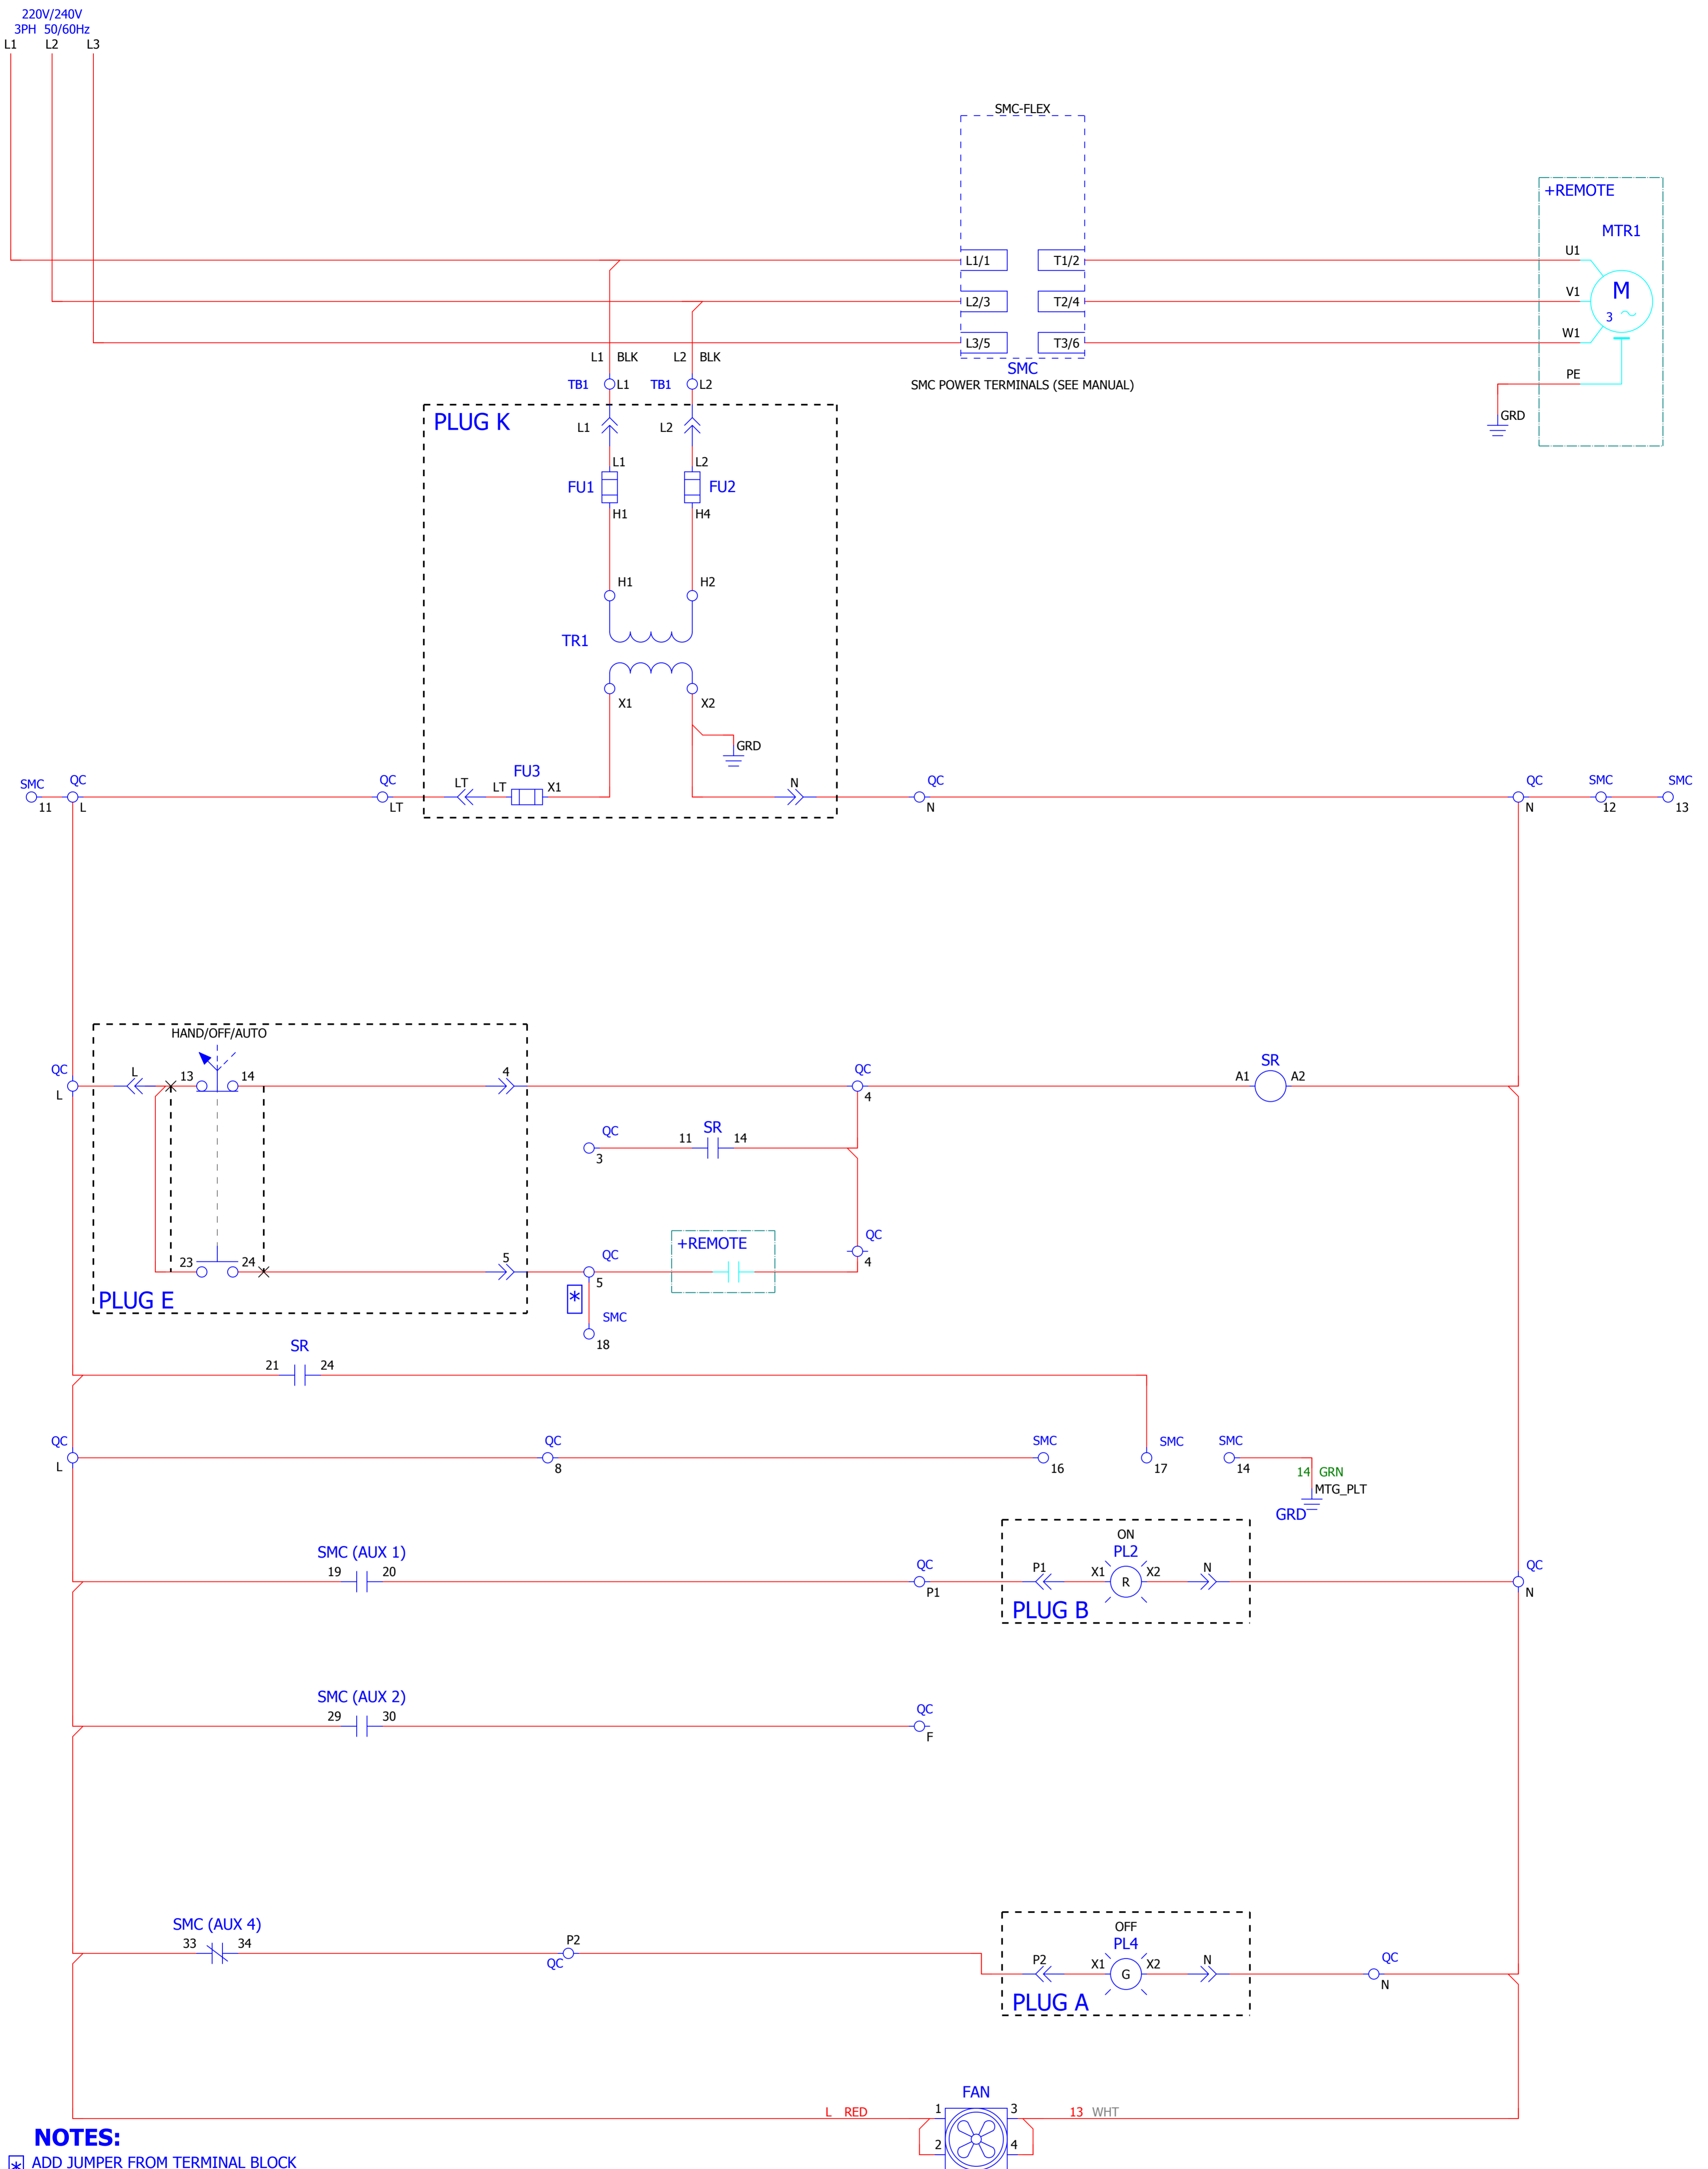 220V/240V
3PH 50/60Hz
L1 L2 L3
SMC-FLEX
+REMOTE
MTR1
L1/1 T1/2 U1
L2/3 T2/4 V1 M
3
L3/5 T3/6 W1
L1 BLK L2 BLK
SMC
SMC POWER TERMINALS (SEE MANUAL)
PE
TB1 L1 TB1 L2
GRD
PLUG K
L1 L2
L1 L2
FU1 FU2
H1 H4
H1 H2
TR1
X1 X2
GRD
FU3
SMC QC QC LT LT X1 N QC QC SMC SMC
11 L LT N N 12 13
HAND/OFF/AUTO
QC L 13 14 4 QC A1 SR A2
L 4
QC 11 SR 14
3
QC
+REMOTE
23 24 5 QC 4
5
PLUG E
*
SMC
18
SR
21 24
QC QC SMC SMC SMC
L 8 16 17 14
14 GRN
MTG_PLT
GRD
ON
SMC (AUX 1) PL2
19 20 QC P1 X1 R X2 N QC
P1 N
PLUG B
SMC (AUX 2)
29 30 QC
F
OFF
SMC (AUX 4) PL4
33 34 P2 P2 X1 G X2 N QC
QC N
PLUG A
FAN
L RED 1 3 13 WHT
2 4
NOTES:
* ADD JUMPER FROM TERMINAL BLOCK